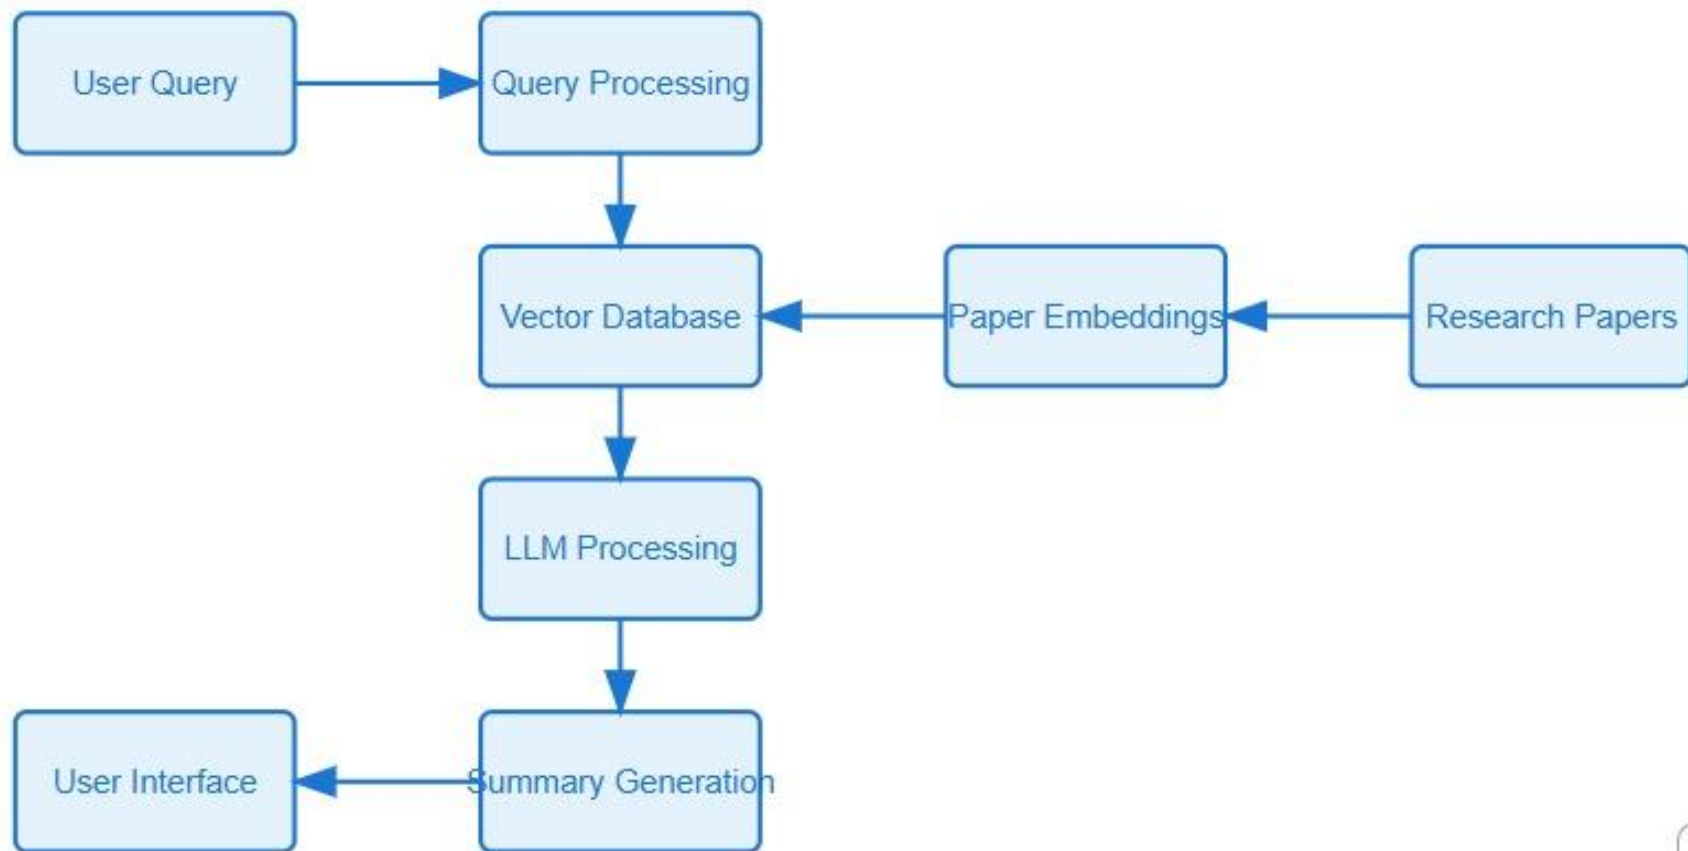 User Query
Query Processing
Vector Database
Paper Embeddings
Research Papers
LLM Processing
User Interface
Summary Generation